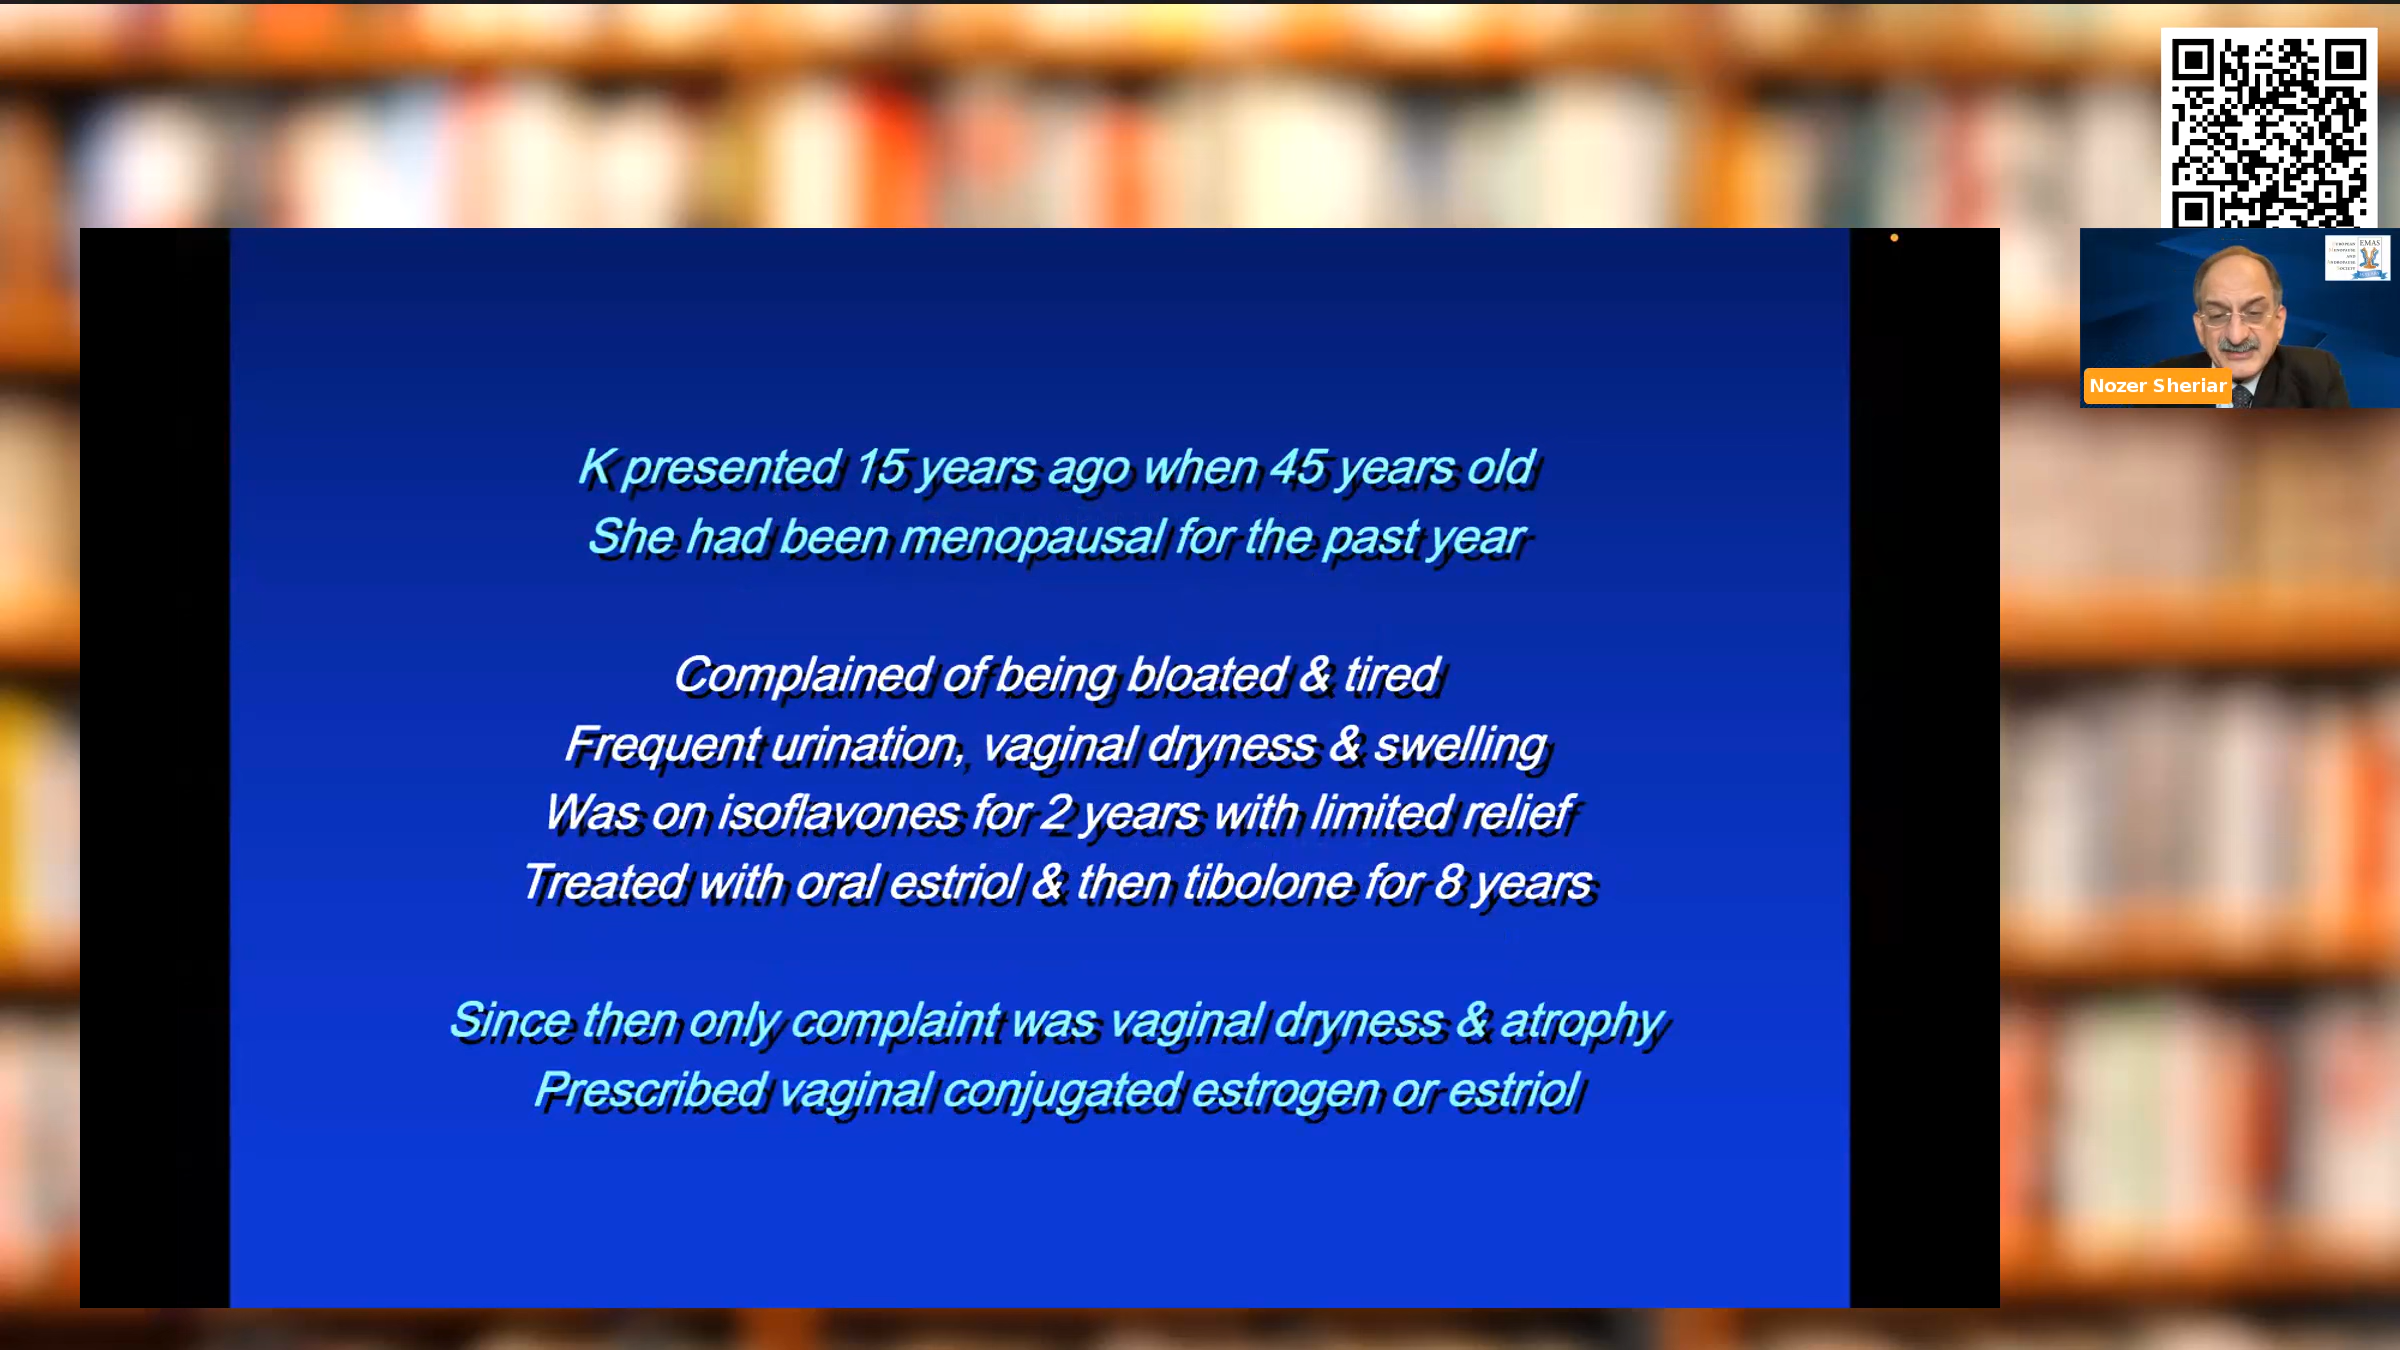 K presented 15 years ago when 45 years old
She had been menopausal for the past year
Complained of being bloated & tired
Frequent urination, vaginal dryness & swelling
Was on isoflavones for 2 years with limited relief
Treated with oral estriol & then tibolone for 8 years
Since then only complaint was vaginal dryness & atrophy
Prescribed vaginal conjugated estrogen or estriol
EMAS
Nozer Sheriar